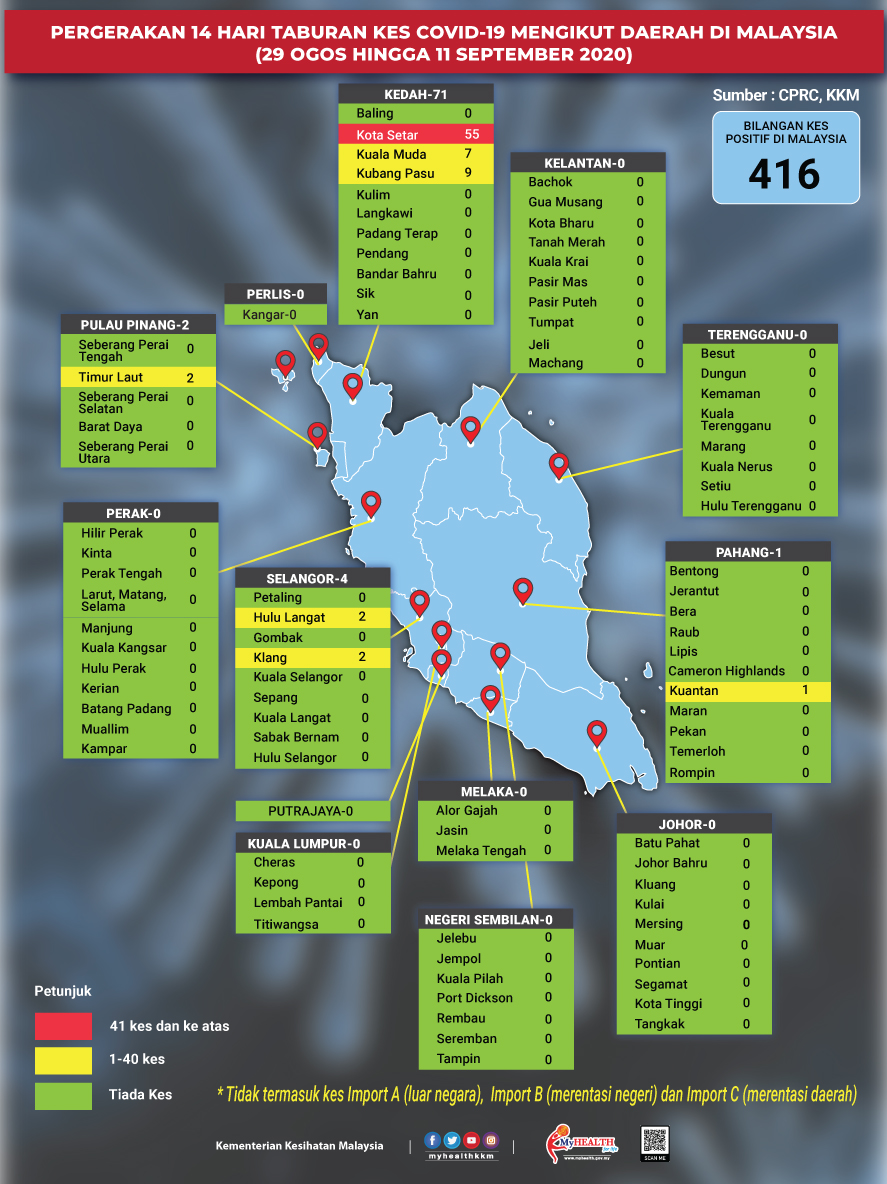 PERGERAKAN 14 HARI TABURAN KES COVID-19 MENGIKUT DAERAH DI MALAYSIA
(29 OGOS HINGGA 11 SEPTEMBER 2020)
Sumber : CPRC, KKM
BILANGAN KES
POSITIF DI MALAYSIA
416
KEDAH-71
Baling 0
Kota Setar 55
Kuala Muda 7
Kubang Pasu 9
Kulim 0
Langkawi 0
Padang Terap 0
Pendang 0
Bandar Bahru 0
Sik 0
Yan 0
KELANTAN-0
Bachok 0
Gua Musang 0
Kota Bharu 0
Tanah Merah 0
Kuala Krai 0
Pasir Mas 0
Pasir Puteh 0
Tumpat 0
Jeli 0
Machang 0
PERLIS-0
Kangar-0
PULAU PINANG-2
Seberang Perai
Tengah 0
Timur Laut 2
Seberang Perai
Selatan 0
Barat Daya 0
Seberang Perai
Utara 0
TERENGGANU-0
Besut 0
Dungun 0
Kemaman 0
Kuala
Terengganu 0
Marang 0
Kuala Nerus 0
Setiu 0
Hulu Terengganu 0
PERAK-0
Hilir Perak 0
Kinta 0
Perak Tengah 0
Larut, Matang,
Selama 0
Manjung 0
Kuala Kangsar 0
Hulu Perak 0
Kerian 0
Batang Padang 0
Muallim 0
Kampar 0
SELANGOR-4
Petaling 0
Hulu Langat 2
Gombak 0
Klang 2
Kuala Selangor 0
Sepang 0
Kuala Langat 0
Sabak Bernam 0
Hulu Selangor 0
PAHANG-1
Bentong 0
Jerantut 0
Bera 0
Raub 0
Lipis 0
Cameron Highlands 0
Kuantan 1
Maran 0
Pekan 0
Temerloh 0
Rompin 0
PUTRAJAYA-0
KUALA LUMPUR-0
Cheras 0
Kepong 0
Lembah Pantai 0
Titiwangsa 0
MELAKA-0
Alor Gajah 0
Jasin 0
Melaka Tengah 0
NEGERI SEMBILAN-0
Jelebu 0
Jempol 0
Kuala Pilah 0
Port Dickson 0
Rembau 0
Seremban 0
Tampin 0
JOHOR-0
Batu Pahat 0
Johor Bahru 0
Kluang 0
Kulai 0
Mersing 0
Muar 0
Pontian 0
Segamat 0
Kota Tinggi 0
Tangkak 0
Petunjuk
41 kes dan ke atas
1-40 kes
Tiada Kes
* Tidak termasuk kes Import A (luar negara), Import B (merentasi negeri) dan Import C (merentasi daerah)
Kementerian Kesihatan Malaysia
myhealthkkm
MyHEALTH
for life
www.myhealth.gov.my
SCAN ME